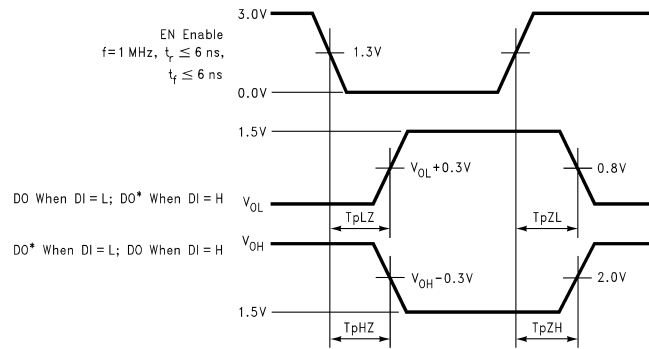 3.0V
EN Enable
f=1 MHz, tr ≤ 6 ns,
tf ≤ 6 ns
1.3V
0.0V
1.5V
VOL+0.3V
0.8V
DO When DI=L; DO* When DI=H
VOL
TpLZ
TpZL
DO* When DI=L; DO When DI=H
VOH
VOH−0.3V
2.0V
1.5V
TpHZ
TpZH